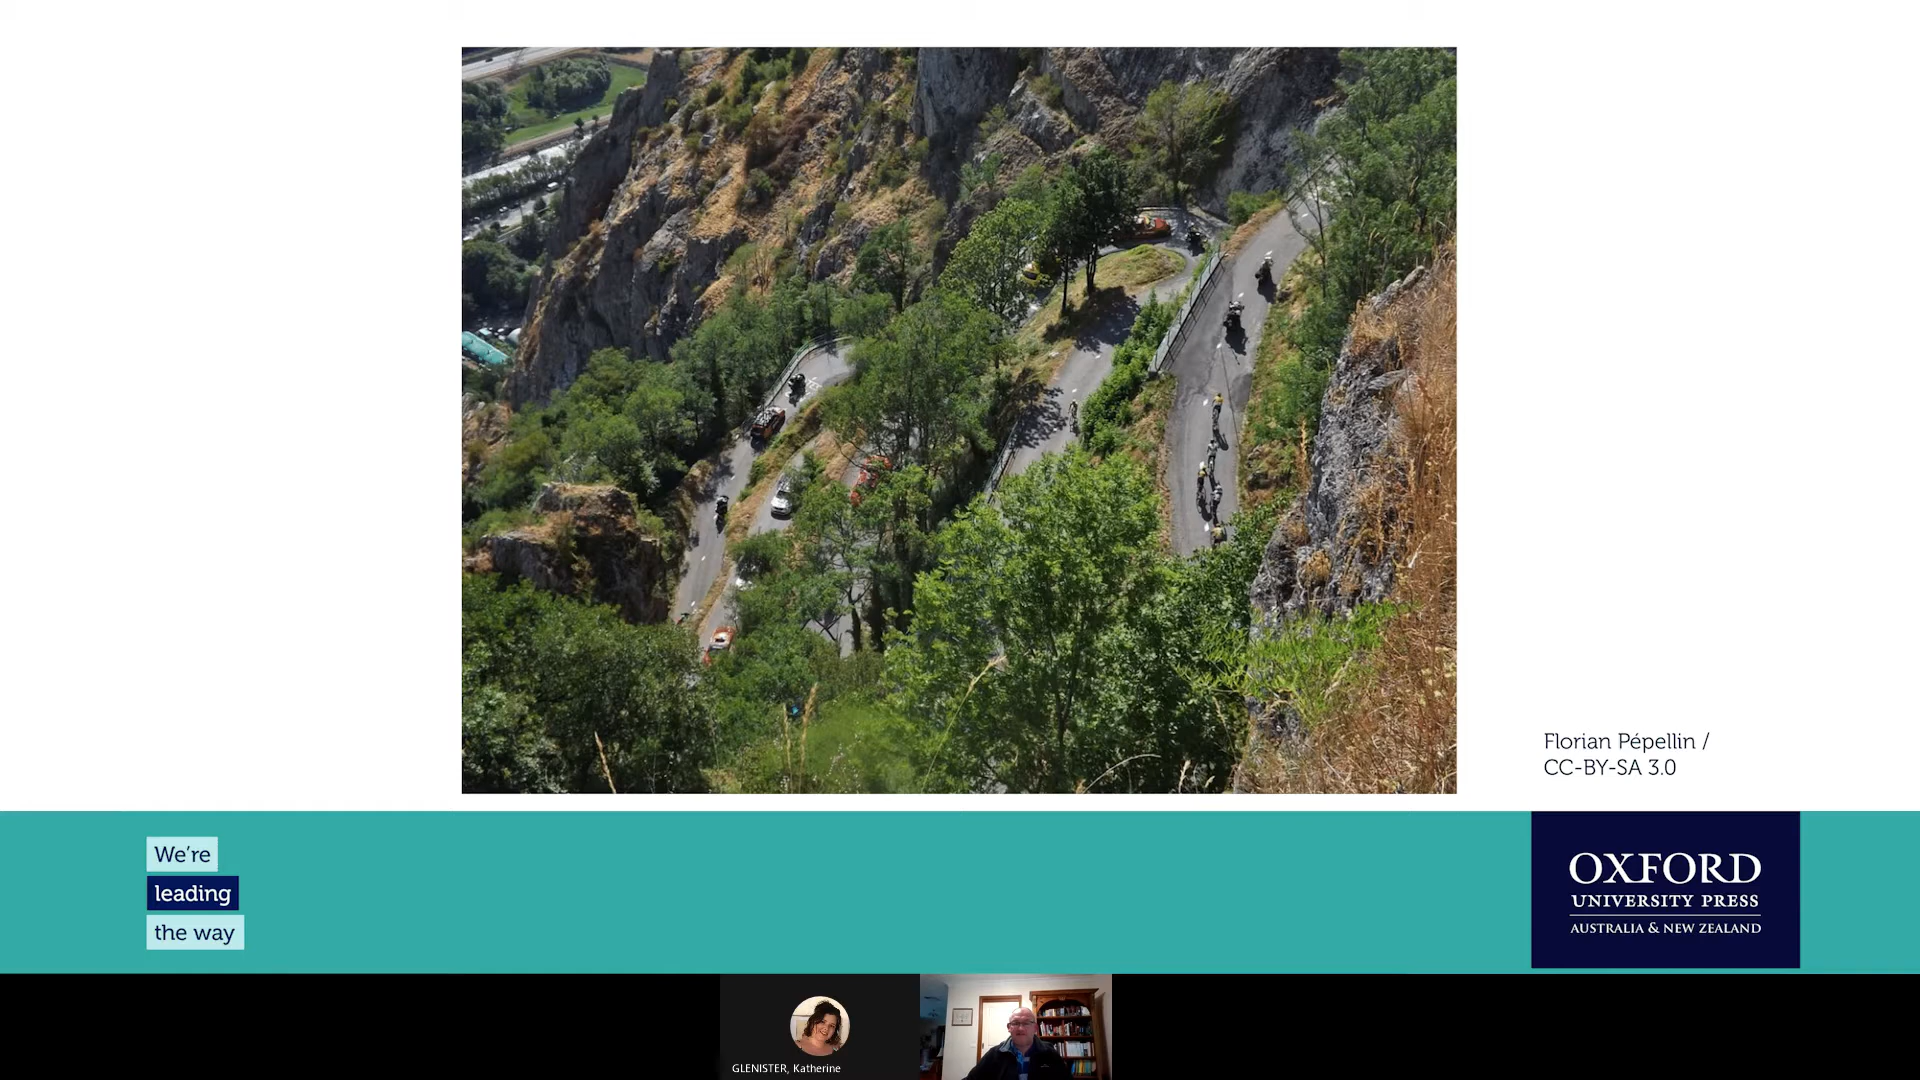 Florian Pépellin /
CC-BY-SA 3.0
We're
leading
the way
OXFORD
UNIVERSITY PRESS
AUSTRALIA & NEW ZEALAND
GLENISTER, Katherine